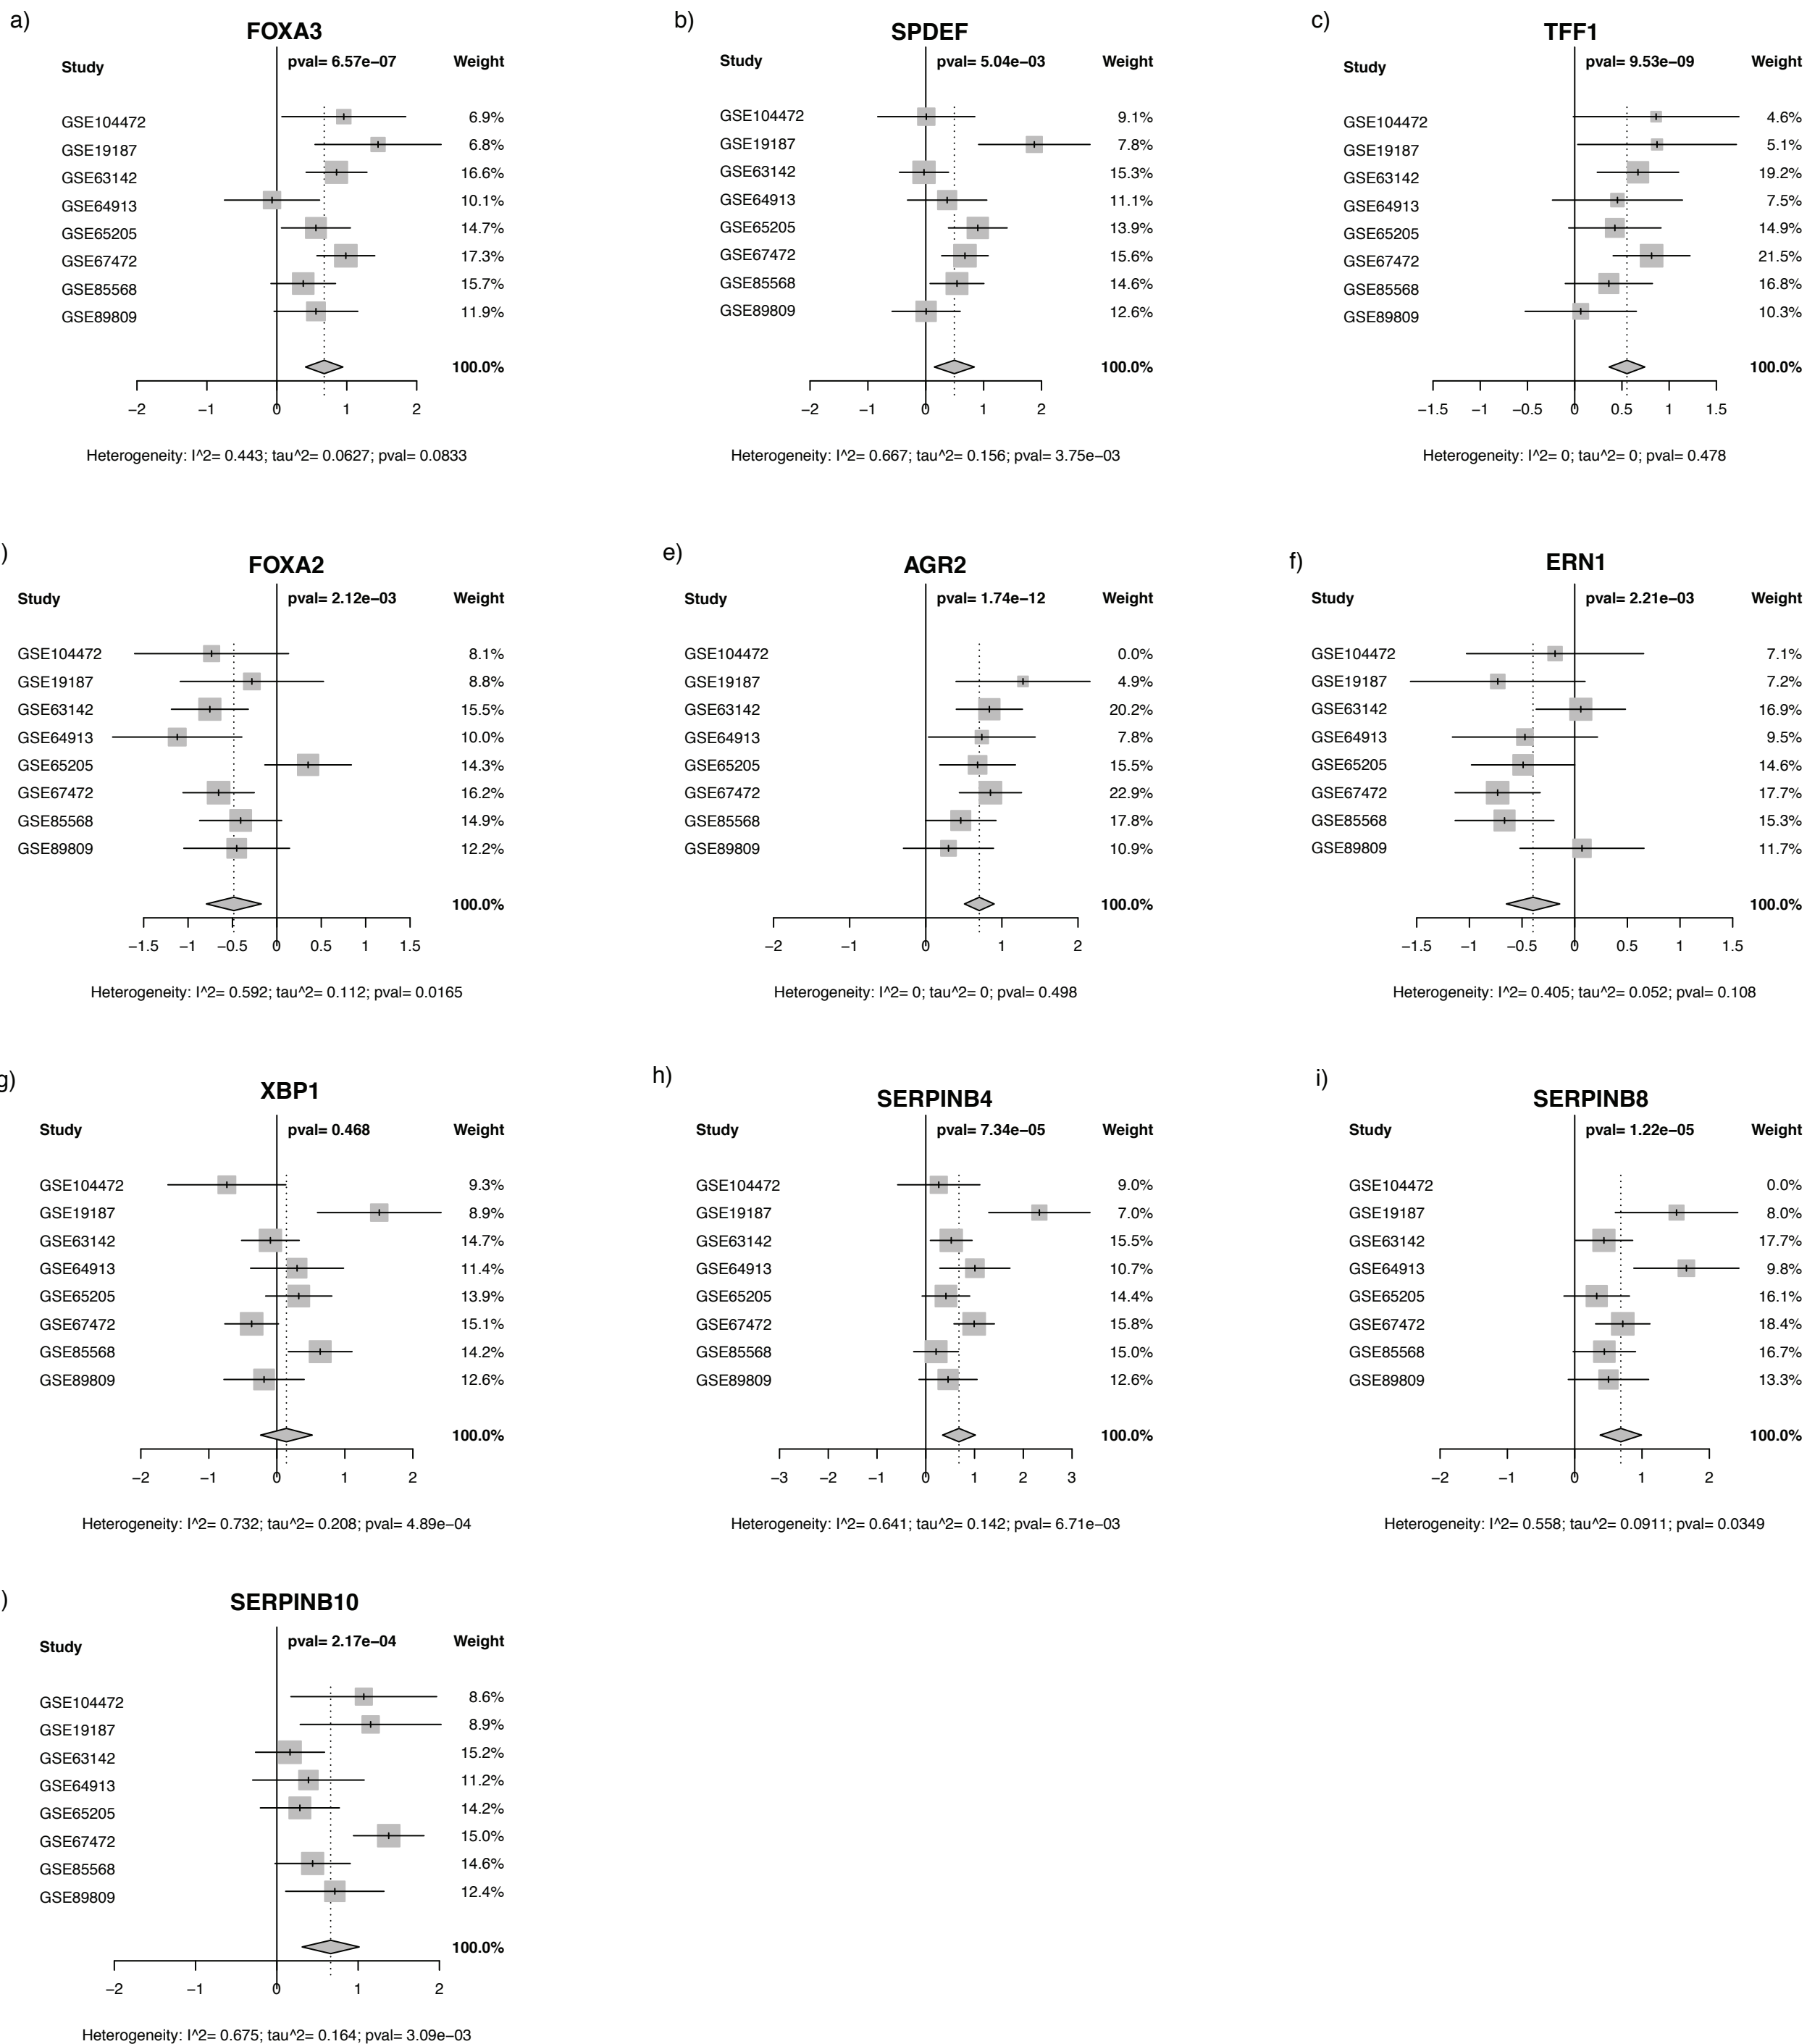 a)
FOXA3
Study pval= 6.57e−07 Weight
GSE104472 6.9%
GSE19187 6.8%
GSE63142 16.6%
GSE64913 10.1%
GSE65205 14.7%
GSE67472 17.3%
GSE85568 15.7%
GSE89809 11.9%
100.0%
−2 −1 0 1 2
Heterogeneity: I^2= 0.443; tau^2= 0.0627; pval= 0.0833
b)
SPDEF
Study pval= 5.04e−03 Weight
GSE104472 9.1%
GSE19187 7.8%
GSE63142 15.3%
GSE64913 11.1%
GSE65205 13.9%
GSE67472 15.6%
GSE85568 14.6%
GSE89809 12.6%
100.0%
−2 −1 0 1 2
Heterogeneity: I^2= 0.667; tau^2= 0.156; pval= 3.75e−03
c)
TFF1
Study pval= 9.53e−09 Weight
GSE104472 4.6%
GSE19187 5.1%
GSE63142 19.2%
GSE64913 7.5%
GSE65205 14.9%
GSE67472 21.5%
GSE85568 16.8%
GSE89809 10.3%
100.0%
−1.5 −1 −0.5 0 0.5 1 1.5
Heterogeneity: I^2= 0; tau^2= 0; pval= 0.478
)
FOXA2
Study pval= 2.12e−03 Weight
GSE104472 8.1%
GSE19187 8.8%
GSE63142 15.5%
GSE64913 10.0%
GSE65205 14.3%
GSE67472 16.2%
GSE85568 14.9%
GSE89809 12.2%
100.0%
−1.5 −1 −0.5 0 0.5 1 1.5
Heterogeneity: I^2= 0.592; tau^2= 0.112; pval= 0.0165
e)
AGR2
Study pval= 1.74e−12 Weight
GSE104472 0.0%
GSE19187 4.9%
GSE63142 20.2%
GSE64913 7.8%
GSE65205 15.5%
GSE67472 22.9%
GSE85568 17.8%
GSE89809 10.9%
100.0%
−2 −1 0 1 2
Heterogeneity: I^2= 0; tau^2= 0; pval= 0.498
f)
ERN1
Study pval= 2.21e−03 Weight
GSE104472 7.1%
GSE19187 7.2%
GSE63142 16.9%
GSE64913 9.5%
GSE65205 14.6%
GSE67472 17.7%
GSE85568 15.3%
GSE89809 11.7%
100.0%
−1.5 −1 −0.5 0 0.5 1 1.5
Heterogeneity: I^2= 0.405; tau^2= 0.052; pval= 0.108
g)
XBP1
Study pval= 0.468 Weight
GSE104472 9.3%
GSE19187 8.9%
GSE63142 14.7%
GSE64913 11.4%
GSE65205 13.9%
GSE67472 15.1%
GSE85568 14.2%
GSE89809 12.6%
100.0%
−2 −1 0 1 2
Heterogeneity: I^2= 0.732; tau^2= 0.208; pval= 4.89e−04
h)
SERPINB4
Study pval= 7.34e−05 Weight
GSE104472 9.0%
GSE19187 7.0%
GSE63142 15.5%
GSE64913 10.7%
GSE65205 14.4%
GSE67472 15.8%
GSE85568 15.0%
GSE89809 12.6%
100.0%
−3 −2 −1 0 1 2 3
Heterogeneity: I^2= 0.641; tau^2= 0.142; pval= 6.71e−03
i)
SERPINB8
Study pval= 1.22e−05 Weight
GSE104472 0.0%
GSE19187 8.0%
GSE63142 17.7%
GSE64913 9.8%
GSE65205 16.1%
GSE67472 18.4%
GSE85568 16.7%
GSE89809 13.3%
100.0%
−2 −1 0 1 2
Heterogeneity: I^2= 0.558; tau^2= 0.0911; pval= 0.0349
)
SERPINB10
Study pval= 2.17e−04 Weight
GSE104472 8.6%
GSE19187 8.9%
GSE63142 15.2%
GSE64913 11.2%
GSE65205 14.2%
GSE67472 15.0%
GSE85568 14.6%
GSE89809 12.4%
100.0%
−2 −1 0 1 2
Heterogeneity: I^2= 0.675; tau^2= 0.164; pval= 3.09e−03